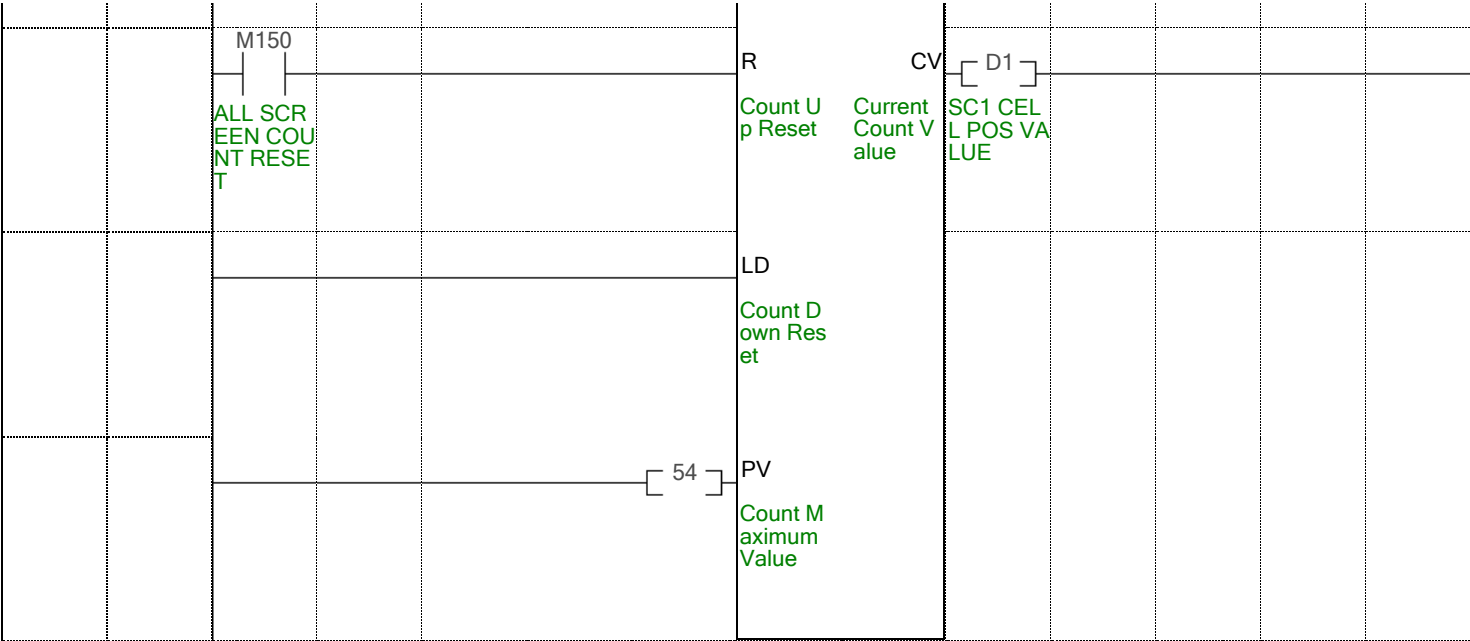 M150
R
CV
D1
ALL SCR
EEN COU
NT RESE
T
Count U
p Reset
Current
Count V
alue
SC1 CEL
L POS VA
LUE
LD
Count D
own Res
et
54
PV
Count M
aximum
Value